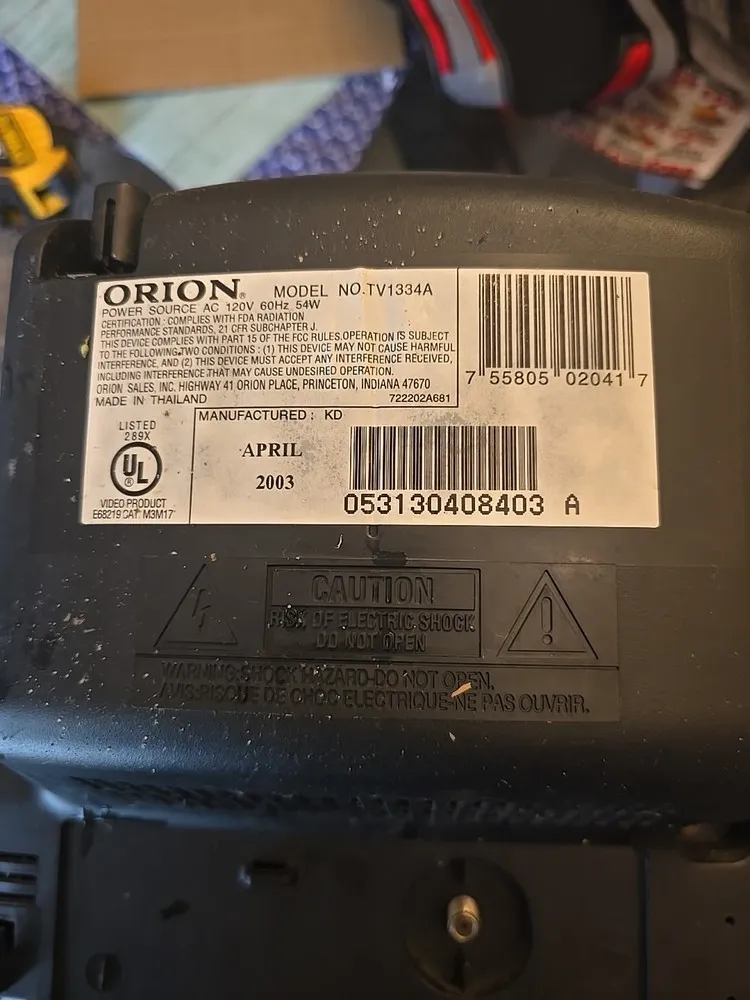 ORION®
MODEL NO. TV1334A
POWER SOURCE AC 120V 60Hz 54W
CERTIFICATION : COMPLIES WITH FDA RADIATION
PERFORMANCE STANDARDS, 21 CFR SUBCHAPTER J.
THIS DEVICE COMPLIES WITH PART 15 OF THE FCC RULES.OPERATION IS SUBJECT
TO THE FOLLOWING TWO CONDITIONS : (1) THIS DEVICE MAY NOT CAUSE HARMFUL
INTERFERENCE, AND (2) THIS DEVICE MUST ACCEPT ANY INTERFERENCE RECEIVED,
INCLUDING INTERFERENCE THAT MAY CAUSE UNDESIRED OPERATION.
ORION SALES, INC. HIGHWAY 41 ORION PLACE, PRINCETON, INDIANA 47670
MADE IN THAILAND
722202A681
7 55805 02041 7
LISTED
289X
UL
®
VIDEO PRODUCT
E68219 CAT. M3M17
MANUFACTURED : KD
APRIL
2003
053130408403 A
CAUTION
RISK OF ELECTRIC SHOCK
DO NOT OPEN
WARNING:SHOCK HAZARD-DO NOT OPEN.
AVIS:RISQUE DE CHOC ELECTRIQUE-NE PAS OUVRIR.